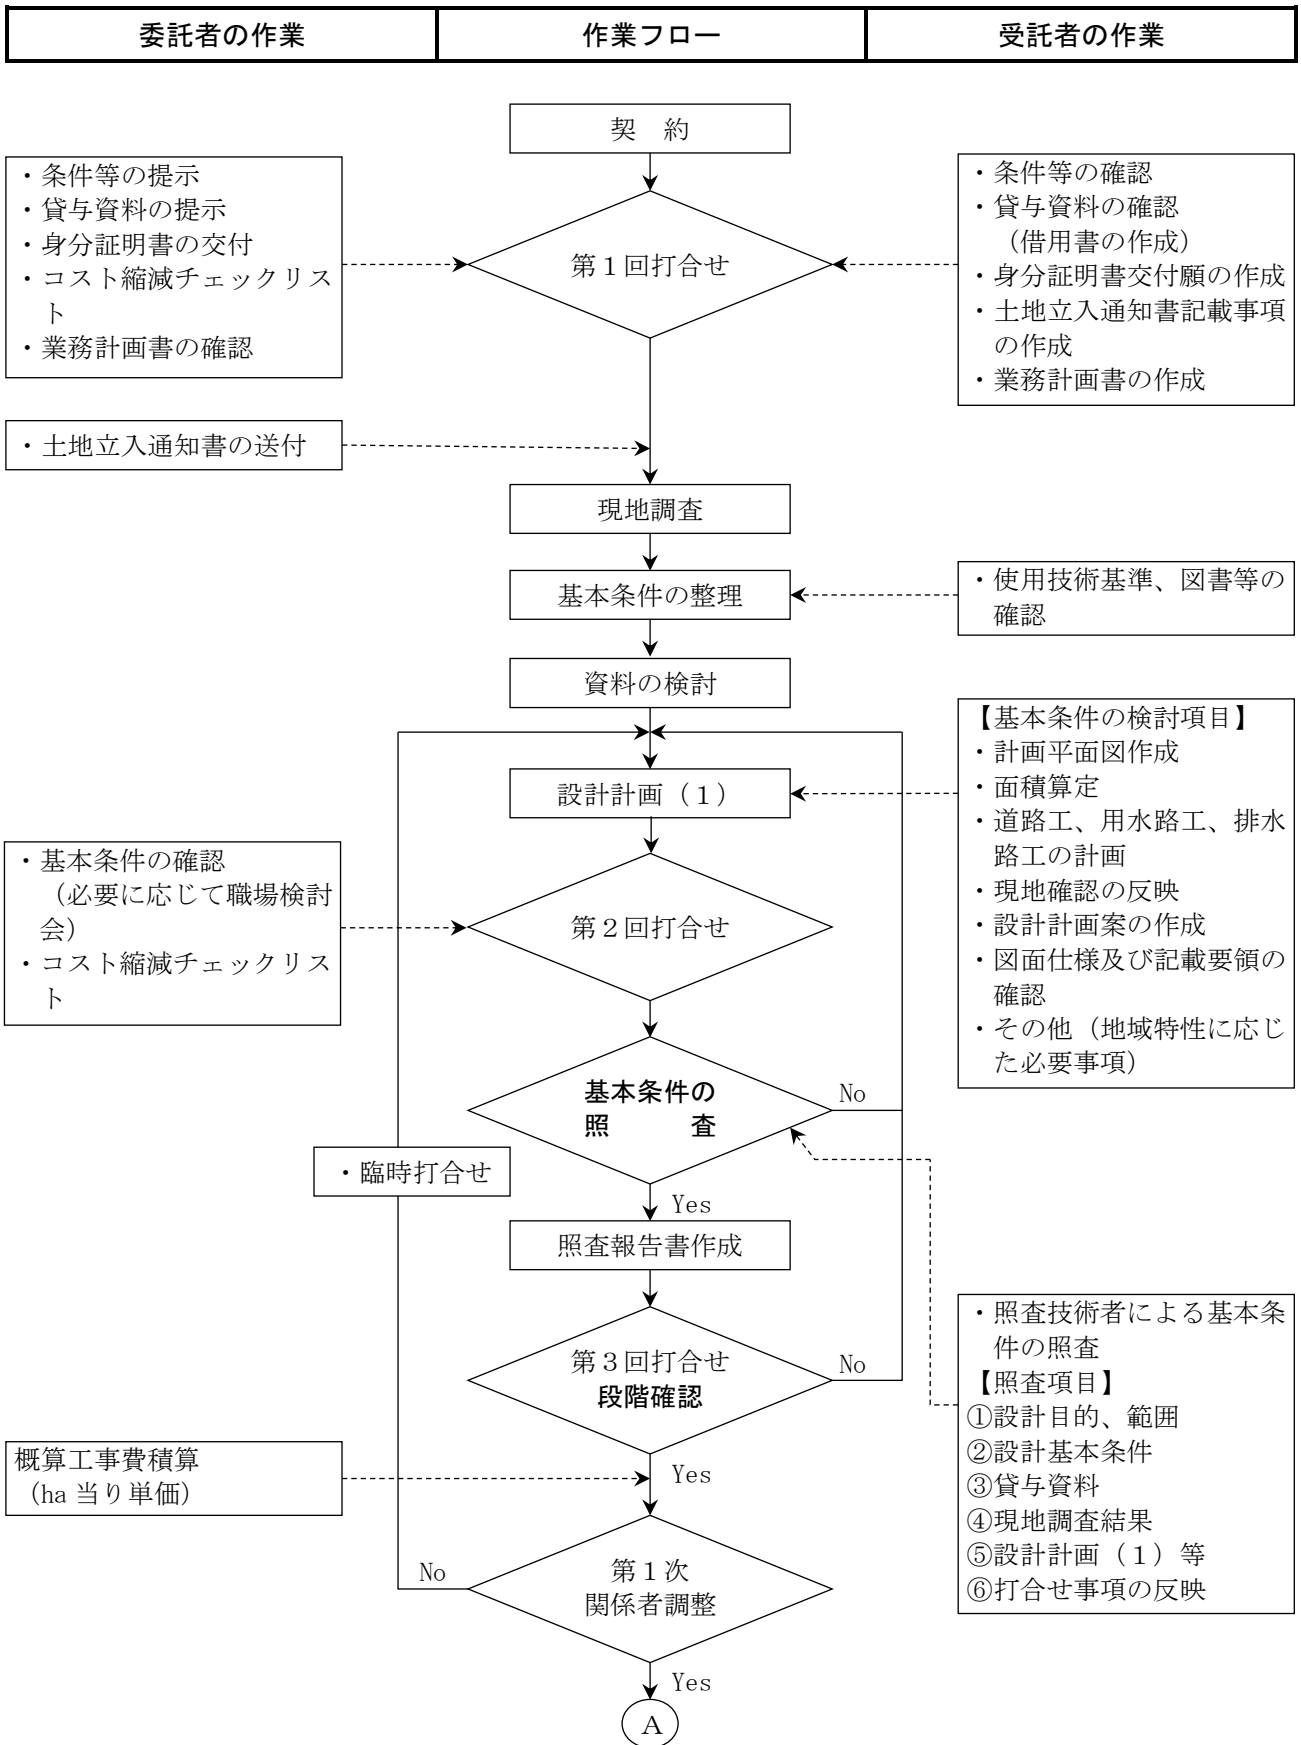 委託者の作業
作業フロー
受託者の作業
契　約
・条件等の提示
・貸与資料の提示
・身分証明書の交付
・コスト縮減チェックリス
ト
・業務計画書の確認
第１回打合せ
・条件等の確認
・貸与資料の確認
（借用書の作成）
・身分証明書交付願の作成
・土地立入通知書記載事項
の作成
・業務計画書の作成
・土地立入通知書の送付
現地調査
基本条件の整理
・使用技術基準、図書等の
確認
資料の検討
設計計画（１）
【基本条件の検討項目】
・計画平面図作成
・面積算定
・道路工、用水路工、排水
路工の計画
・現地確認の反映
・設計計画案の作成
・図面仕様及び記載要領の
確認
・その他（地域特性に応じ
た必要事項）
・基本条件の確認
（必要に応じて職場検討
会）
・コスト縮減チェックリス
ト
第２回打合せ
基本条件の
照　　　査
No
・臨時打合せ
Yes
照査報告書作成
第３回打合せ
段階確認
No
・照査技術者による基本条
件の照査
【照査項目】
①設計目的、範囲
②設計基本条件
③貸与資料
④現地調査結果
⑤設計計画（１）等
⑥打合せ事項の反映
概算工事費積算
（ha 当り単価）
Yes
No
第１次
関係者調整
Yes
Ａ